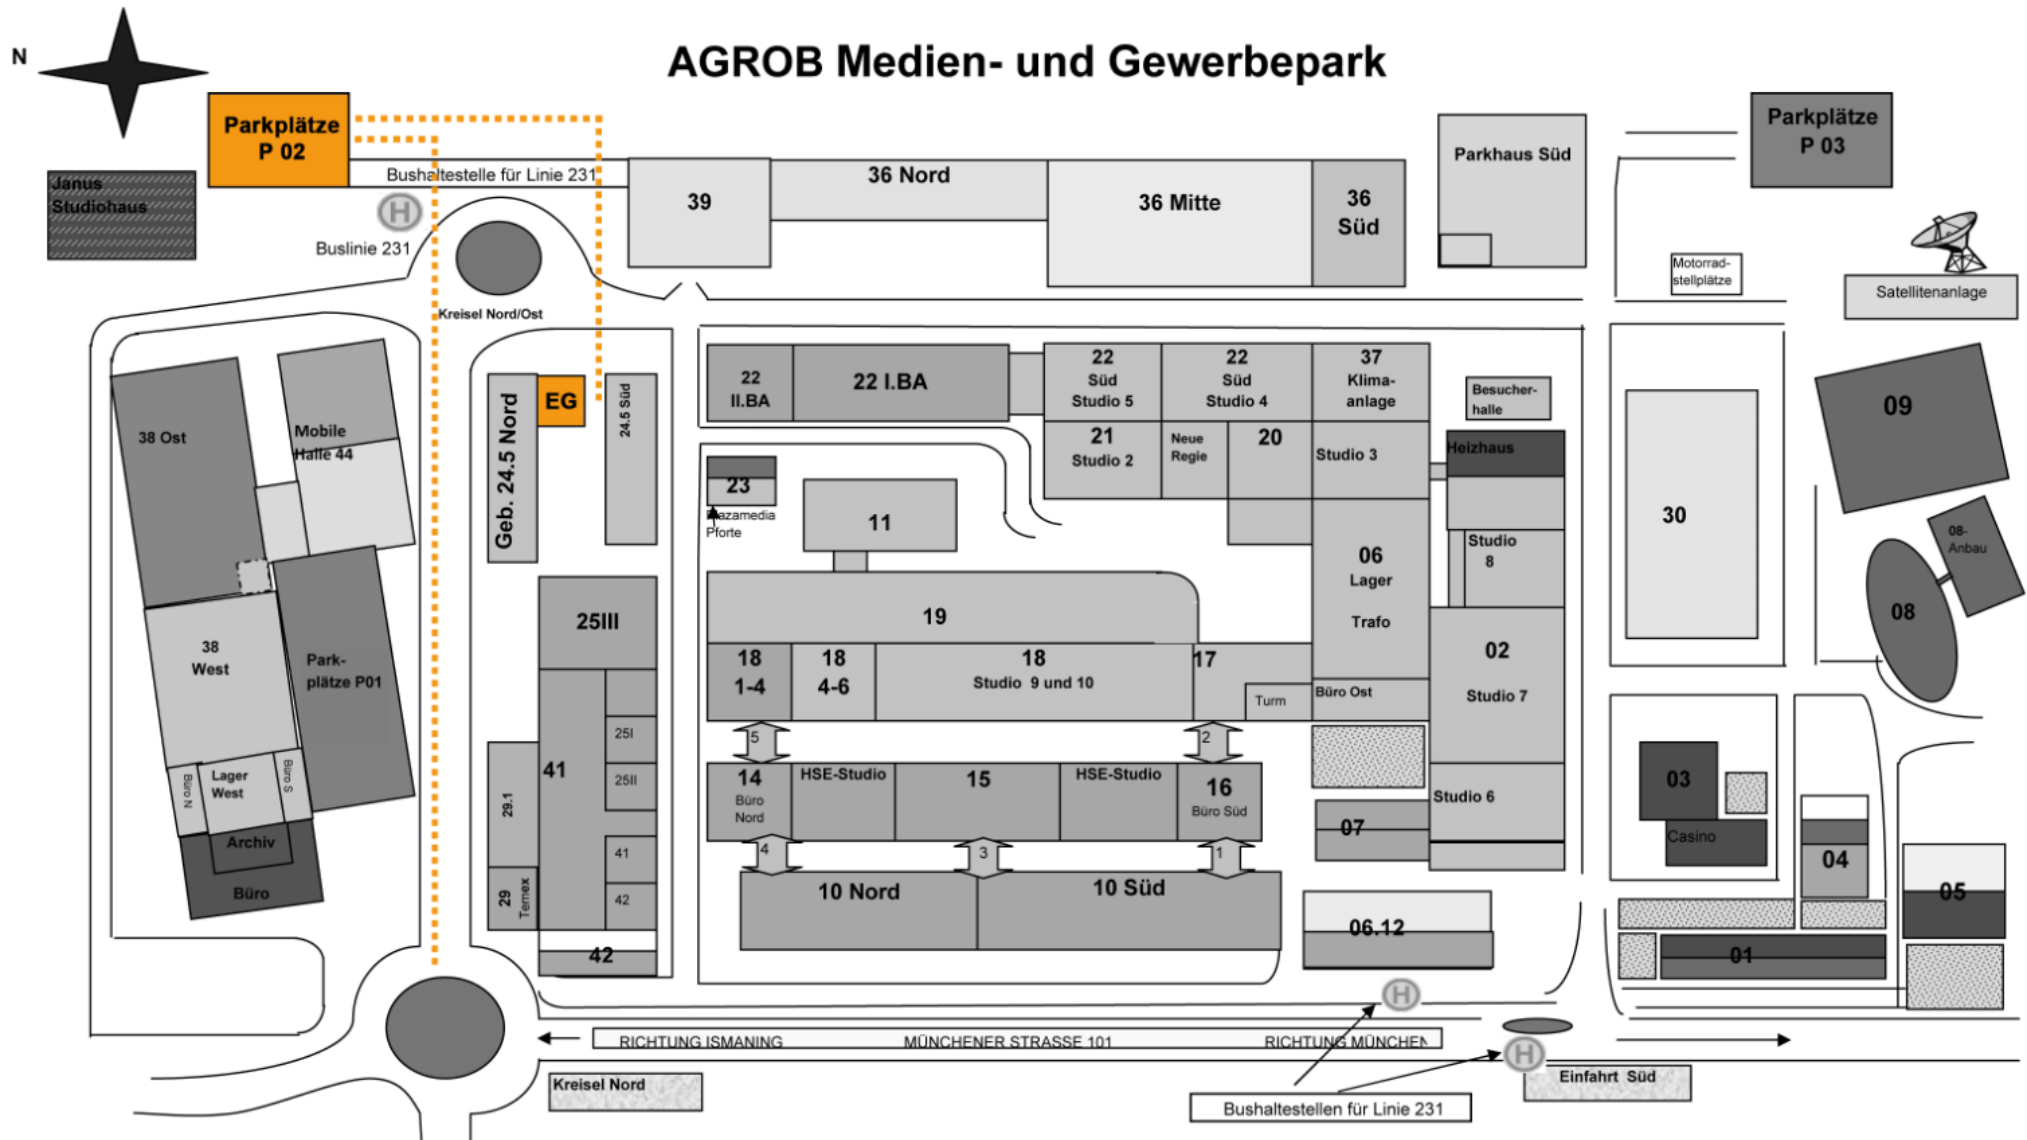 AGROB Medien- und Gewerbepark
N
Parkplätze
P 02
Janus
Studiohaus
Bushaltestelle für Linie 231
H
Buslinie 231
Kreisel Nord/Ost
39
36 Nord
36 Mitte
36
Süd
Parkhaus Süd
Parkplätze
P 03
Motorrad-
stellplätze
Satellitenanlage
38 Ost
Mobile
Halle 44
38
West
Park-
plätze P01
Büro N
Lager
West
Büro S
Archiv
Büro
Geb. 24.5 Nord
EG
24.5 Süd
25III
41
25I
25II
41
42
29.1
29
Temex
42
22
II.BA
22 I.BA
22
Süd
Studio 5
22
Süd
Studio 4
37
Klima-
anlage
21
Studio 2
Neue
Regie
20
Studio 3
Besucher-
halle
Heizhaus
23
Plazamedia
Pforte
11
19
06
Lager
Trafo
Studio
8
18
1-4
18
4-6
18
Studio 9 und 10
17
Turm
Büro Ost
02
Studio 7
5
2
14
Büro
Nord
HSE-Studio
15
HSE-Studio
16
Büro Süd
07
Studio 6
4
3
1
10 Nord
10 Süd
06.12
30
09
08-
Anbau
08
03
Casino
04
05
01
H
RICHTUNG ISMANING MÜNCHENER STRASSE 101 RICHTUNG MÜNCHEN
H
Kreisel Nord
Einfahrt Süd
Bushaltestellen für Linie 231